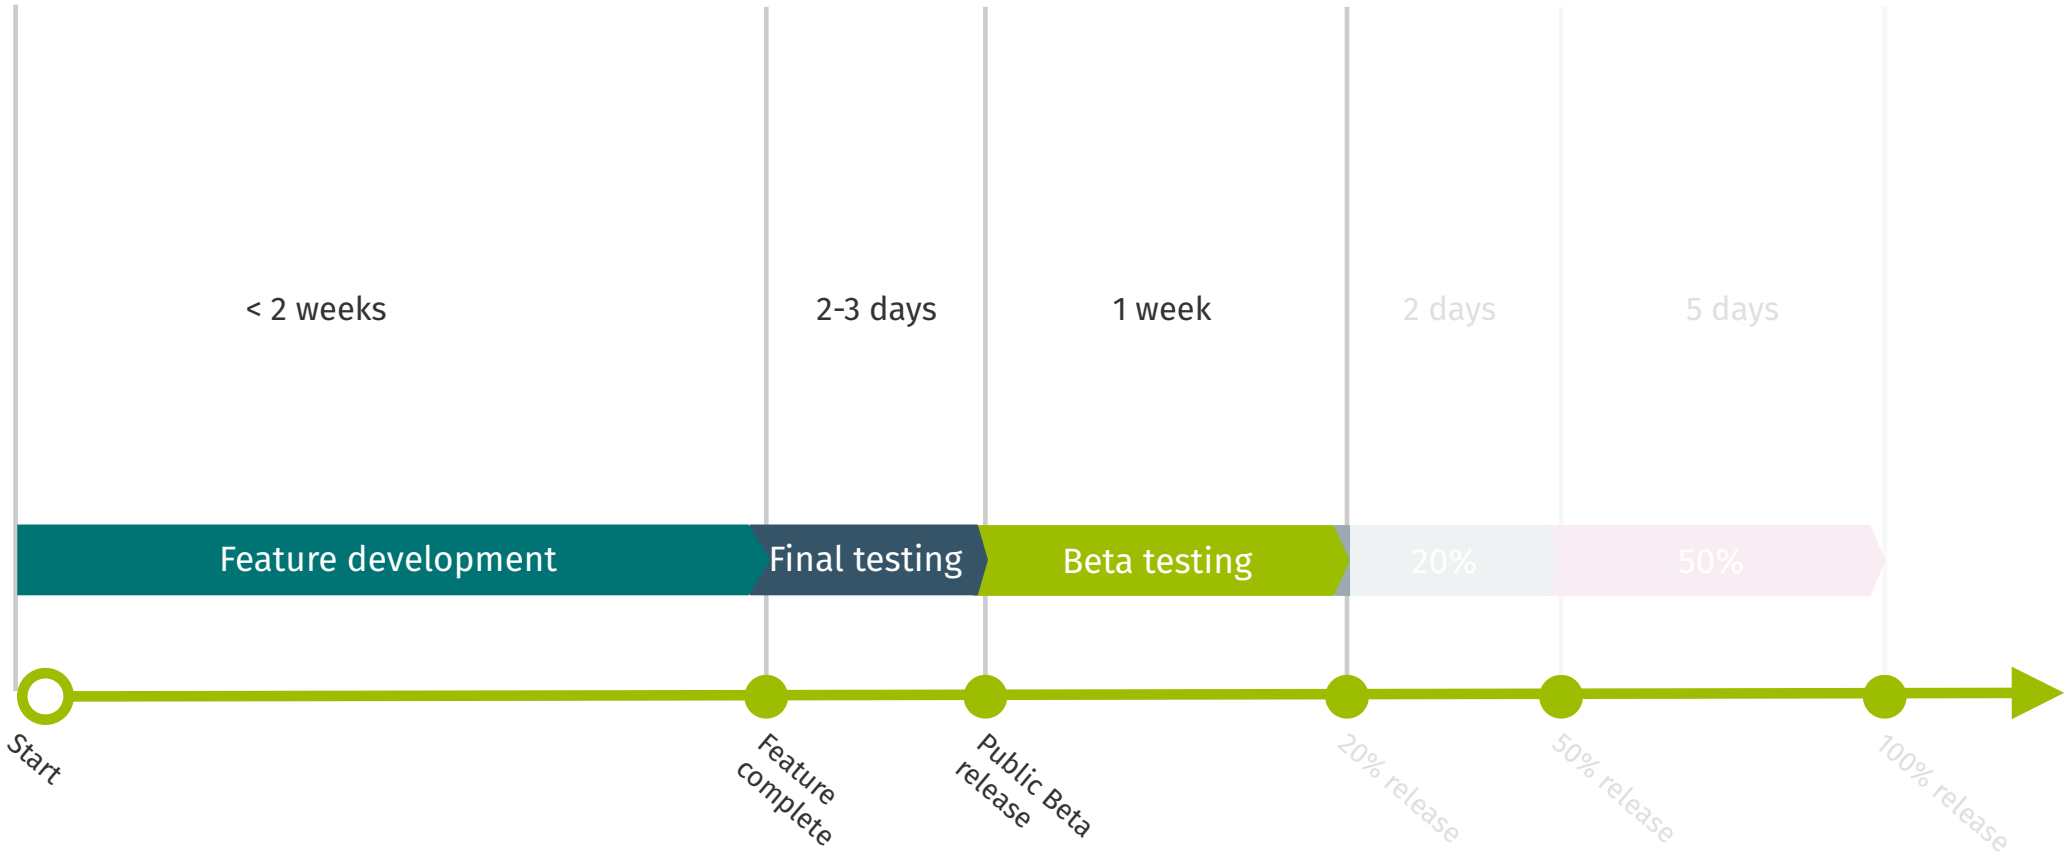 < 2 weeks
2-3 days
1 week
2 days
5 days
Feature development
Final testing
Beta testing
20%
50%
Start
Feature
complete
Public Beta
release
20% release
50% release
100% release